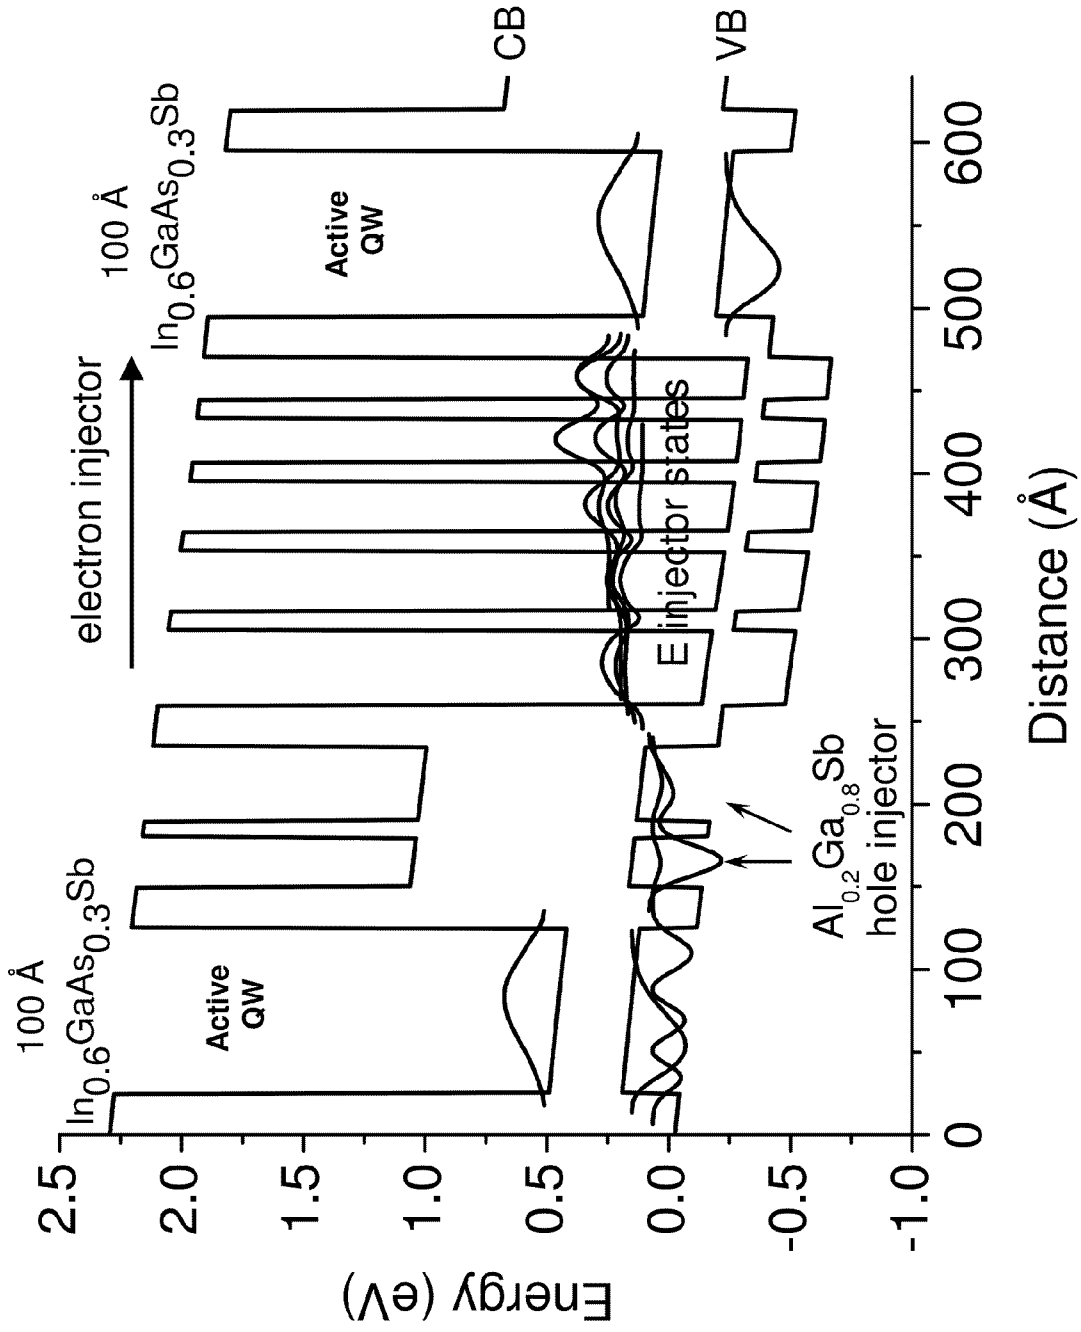 100 Å
In0.6GaAs0.3Sb
electron injector
100 Å
In0.6GaAs0.3Sb
Active
QW
Active
QW
CB
VB
E injector states
Al0.2Ga0.8Sb
hole injector
2.5
2.0
1.5
1.0
0.5
0.0
-0.5
-1.0
Energy (eV)
0
100
200
300
400
500
600
Distance (Å)